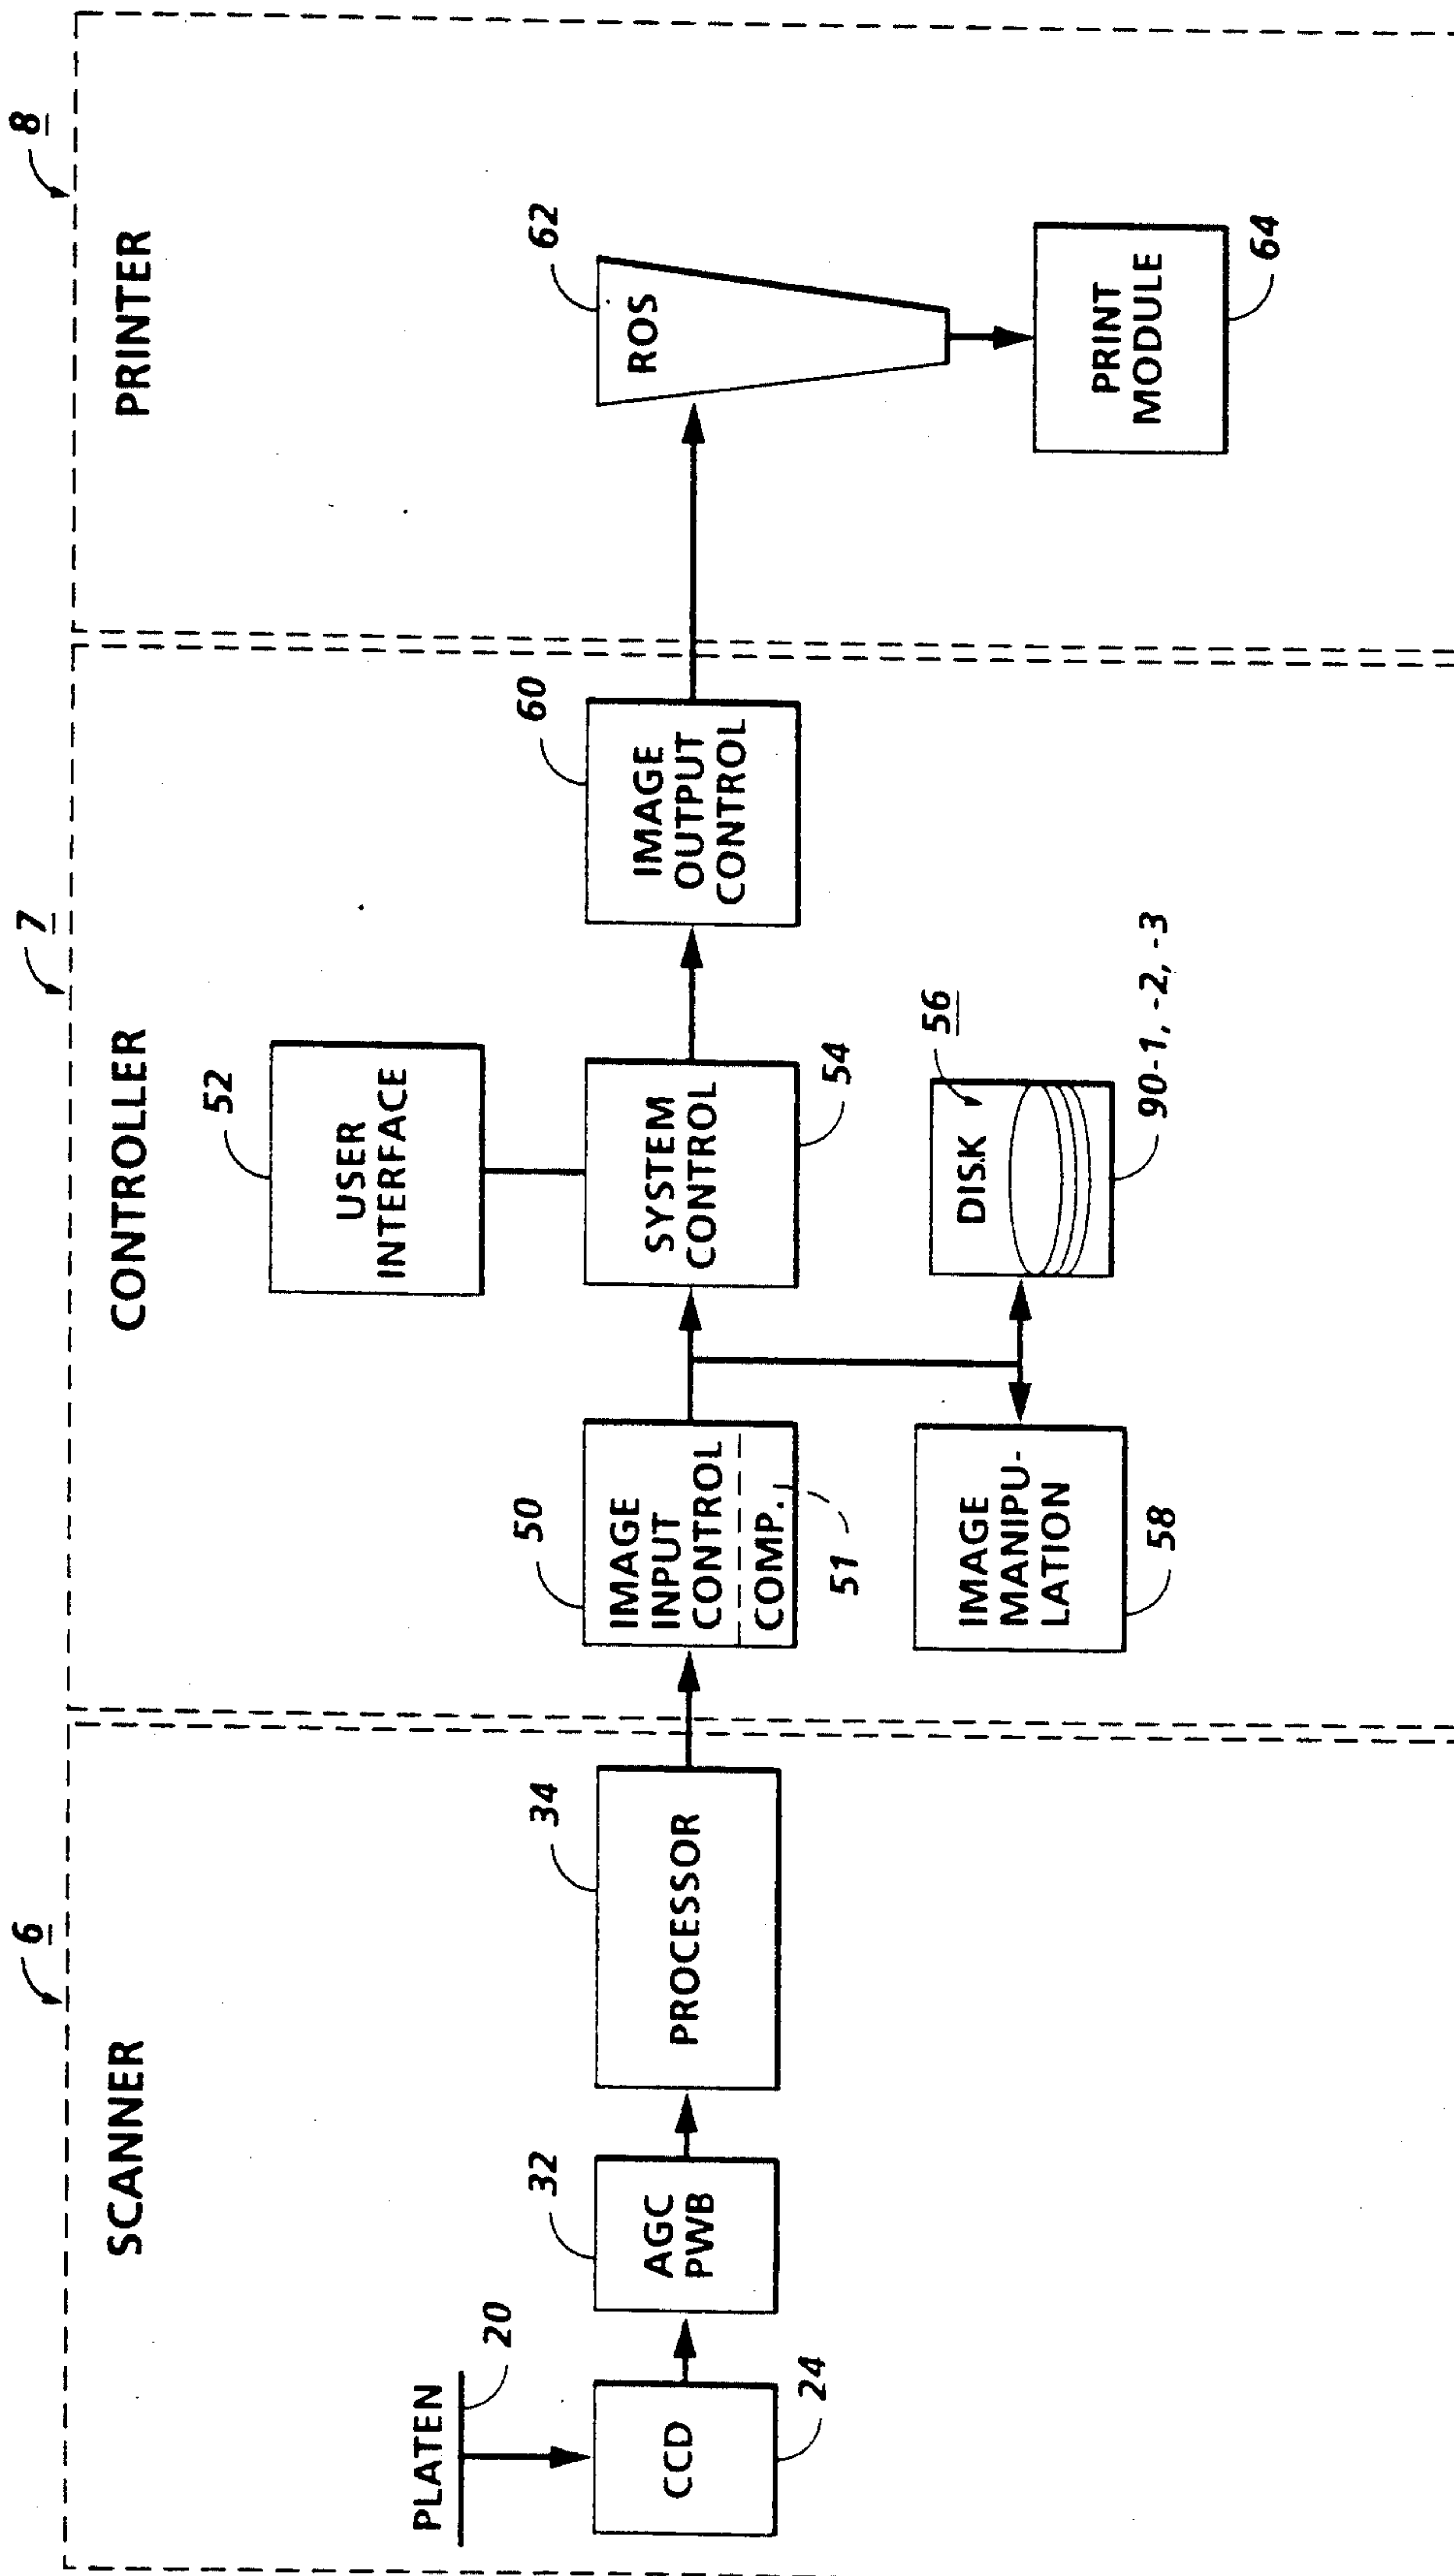 6
SCANNER
PLATEN
20
CCD
24
AGC
PWB
32
PROCESSOR
34
7
CONTROLLER
USER
INTERFACE
52
IMAGE
INPUT
CONTROL
COMP.
50
51
SYSTEM
CONTROL
54
IMAGE
OUTPUT
CONTROL
60
IMAGE
MANIPU-
LATION
58
DISK
56
90-1, -2, -3
8
PRINTER
ROS
62
PRINT
MODULE
64